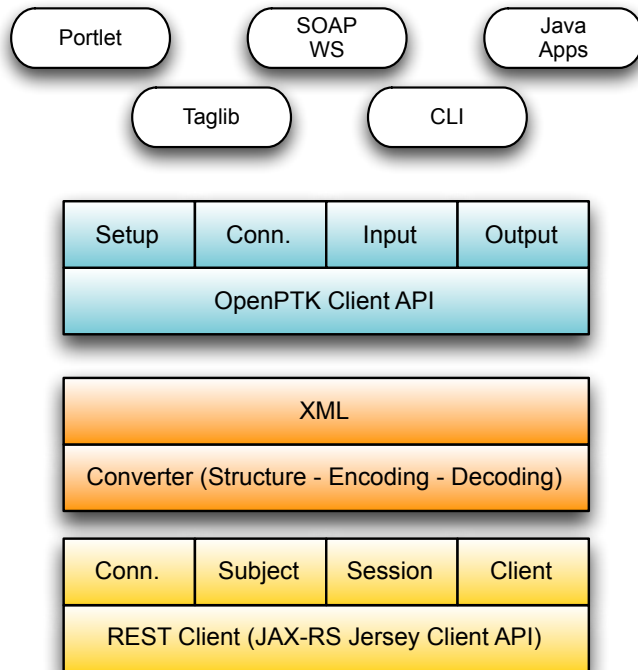 Portlet
SOAP
WS
Java
Apps
Taglib
CLI
Setup
Conn.
Input
Output
OpenPTK Client API
XML
Converter (Structure - Encoding - Decoding)
Conn.
Subject
Session
Client
REST Client (JAX-RS Jersey Client API)